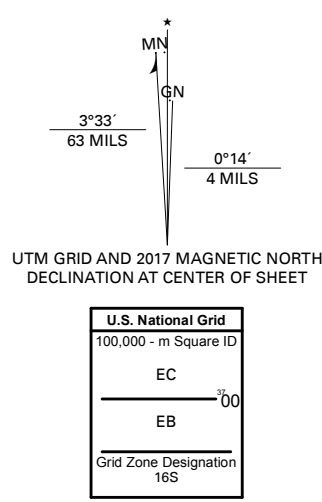 ★
MN
GN
3°33´
63 MILS
0°14´
4 MILS
UTM GRID AND 2017 MAGNETIC NORTH
DECLINATION AT CENTER OF SHEET
U.S. National Grid
100,000 - m Square ID
EC
3700
EB
Grid Zone Designation
16S